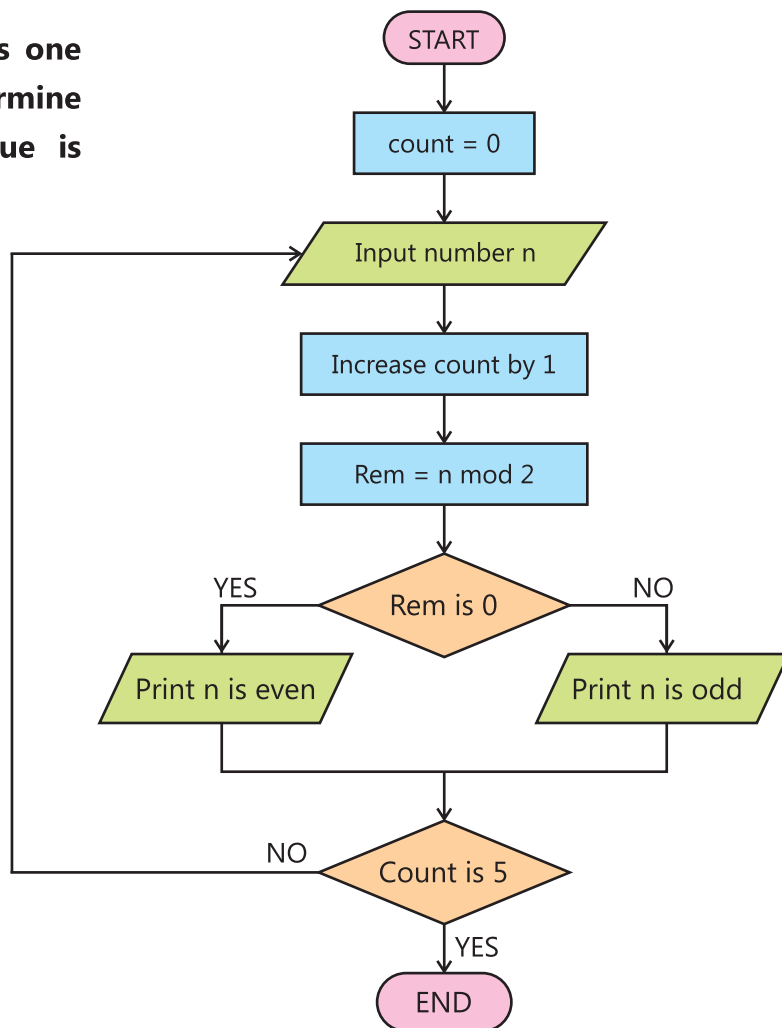 s one
rmine
ue is
START
count = 0
Input number n
Increase count by 1
Rem = n mod 2
Rem is 0
YES
NO
Print n is even
Print n is odd
Count is 5
NO
YES
END